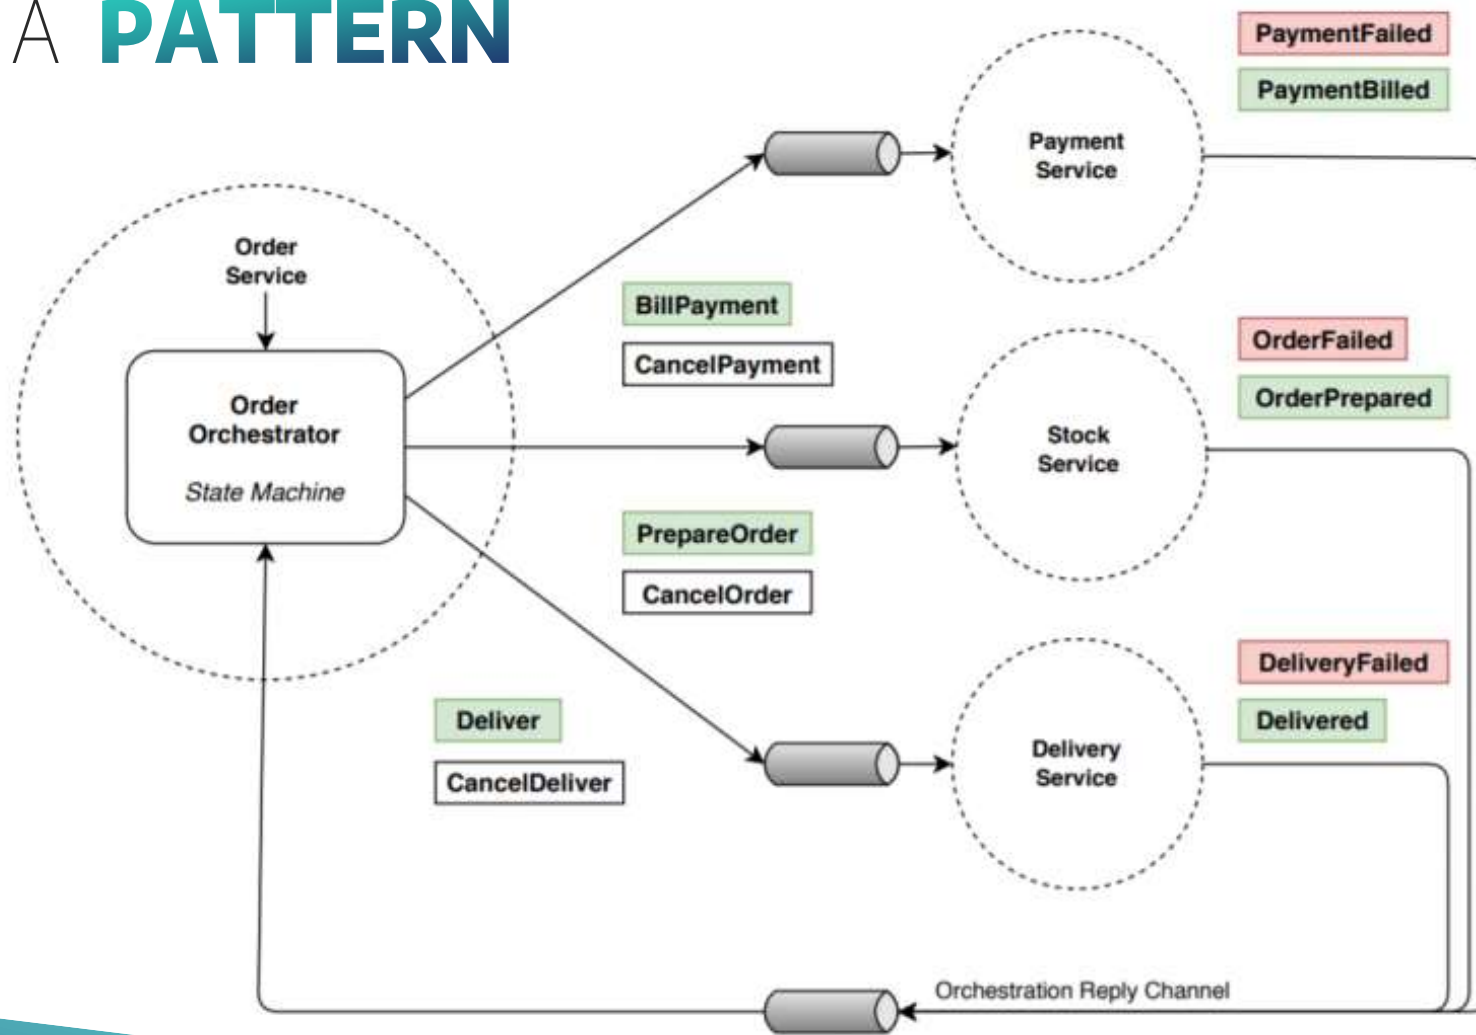 A PATTERN
PaymentFailed
PaymentBilled
Payment
Service
Order
Service
BillPayment
CancelPayment
OrderFailed
OrderPrepared
Order
Orchestrator
State Machine
Stock
Service
PrepareOrder
CancelOrder
DeliveryFailed
Delivered
Deliver
CancelDeliver
Delivery
Service
Orchestration Reply Channel